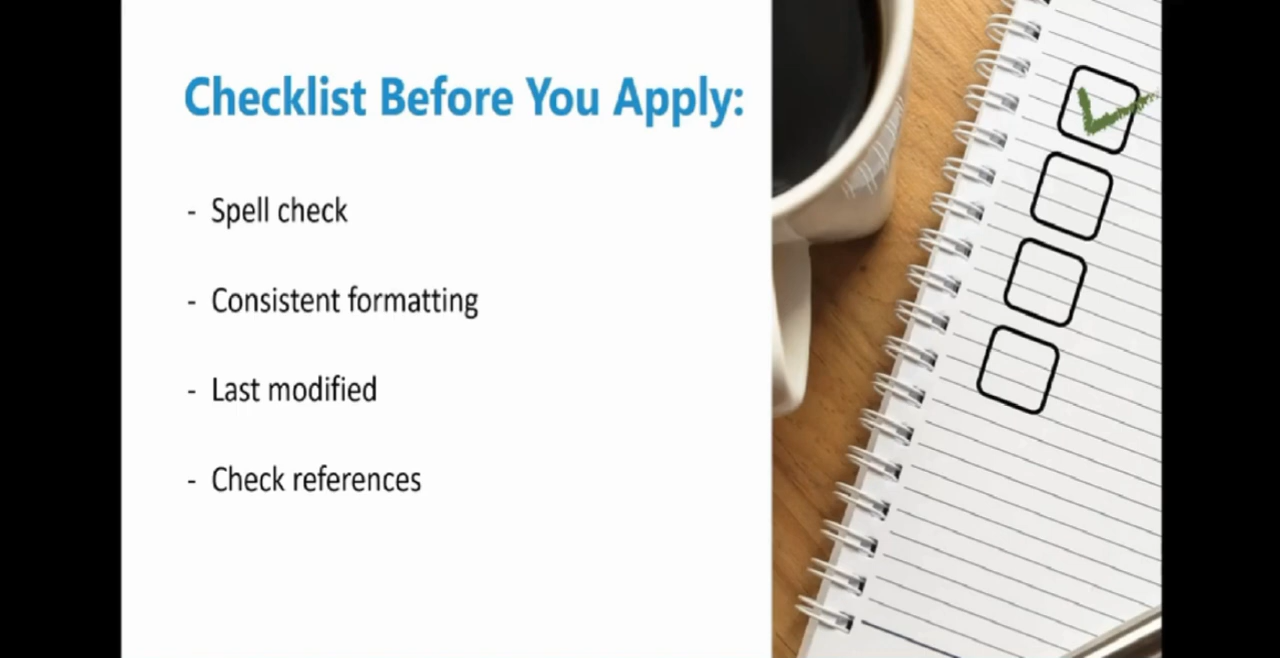 Checklist Before You Apply:
- Spell check
- Consistent formatting
- Last modified
- Check references